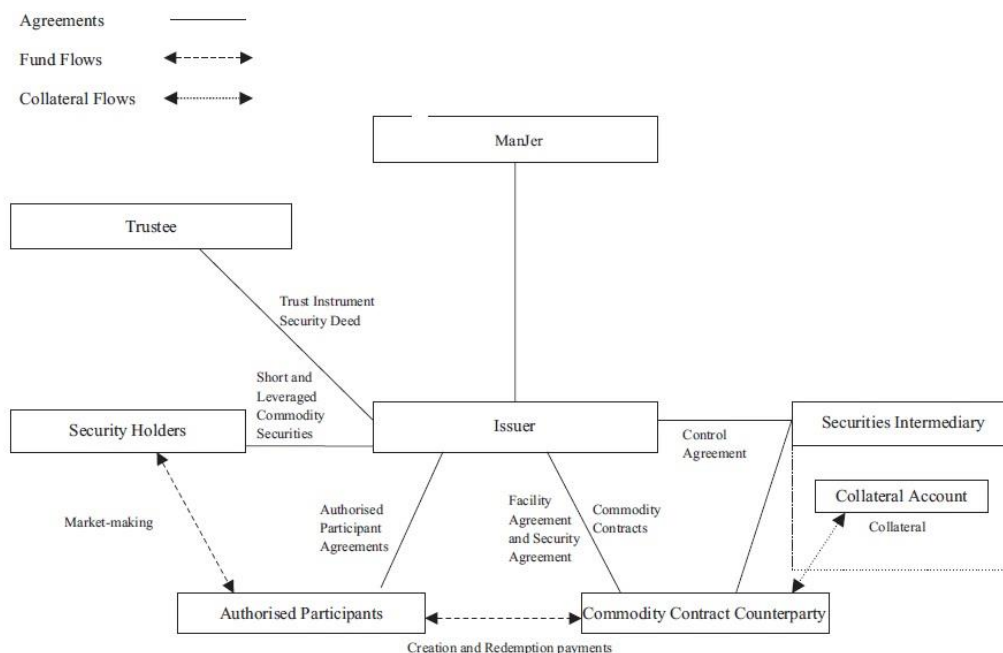 Agreements
Fund Flows
Collateral Flows
ManJer
Trustee
Trust Instrument
Security Deed
Short and
Leveraged
Commodity
Securities
Security Holders
Issuer
Securities Intermediary
Control
Agreement
Collateral Account
Collateral
Market-making
Authorised
Participant
Agreements
Facility
Agreement
and Security
Agreement
Commodity
Contracts
Authorised Participants
Commodity Contract Counterparty
Creation and Redemption payments